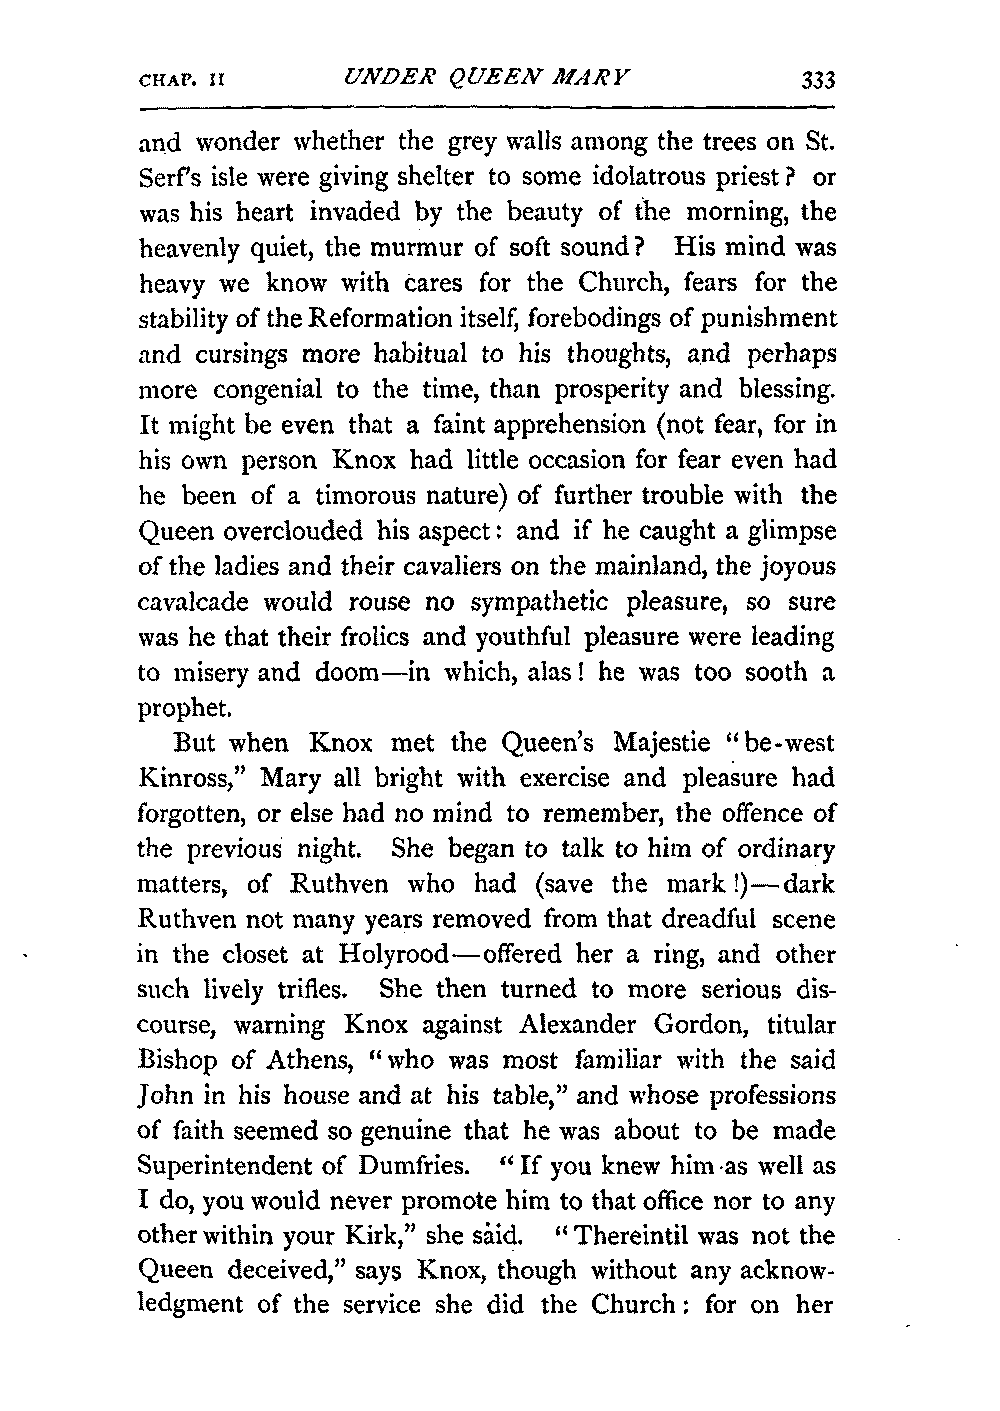 CHAP. II UNDER QUEEN MARY 333
and wonder whether the grey walls among the trees on St.
Serf's isle were giving shelter to some idolatrous priest? or
was his heart invaded by the beauty of the morning, the
heavenly quiet, the murmur of soft sound? His mind was
heavy we know with cares for the Church, fears for the
stability of the Reformation itself, forebodings of punishment
and cursings more habitual to his thoughts, and perhaps
more congenial to the time, than prosperity and blessing.
It might be even that a faint apprehension (not fear, for in
his own person Knox had little occasion for fear even had
he been of a timorous nature) of further trouble with the
Queen overclouded his aspect: and if he caught a glimpse
of the ladies and their cavaliers on the mainland, the joyous
cavalcade would rouse no sympathetic pleasure, so sure
was he that their frolics and youthful pleasure were leading
to misery and doom—in which, alas! he was too sooth a
prophet.
But when Knox met the Queen's Majestie "be-west
Kinross," Mary all bright with exercise and pleasure had
forgotten, or else had no mind to remember, the offence of
the previous night. She began to talk to him of ordinary
matters, of Ruthven who had (save the mark!)—dark
Ruthven not many years removed from that dreadful scene
in the closet at Holyrood—offered her a ring, and other
such lively trifles. She then turned to more serious dis-
course, warning Knox against Alexander Gordon, titular
Bishop of Athens, "who was most familiar with the said
John in his house and at his table," and whose professions
of faith seemed so genuine that he was about to be made
Superintendent of Dumfries. "If you knew him as well as
I do, you would never promote him to that office nor to any
other within your Kirk," she said. "Thereintil was not the
Queen deceived," says Knox, though without any acknow-
ledgment of the service she did the Church: for on her